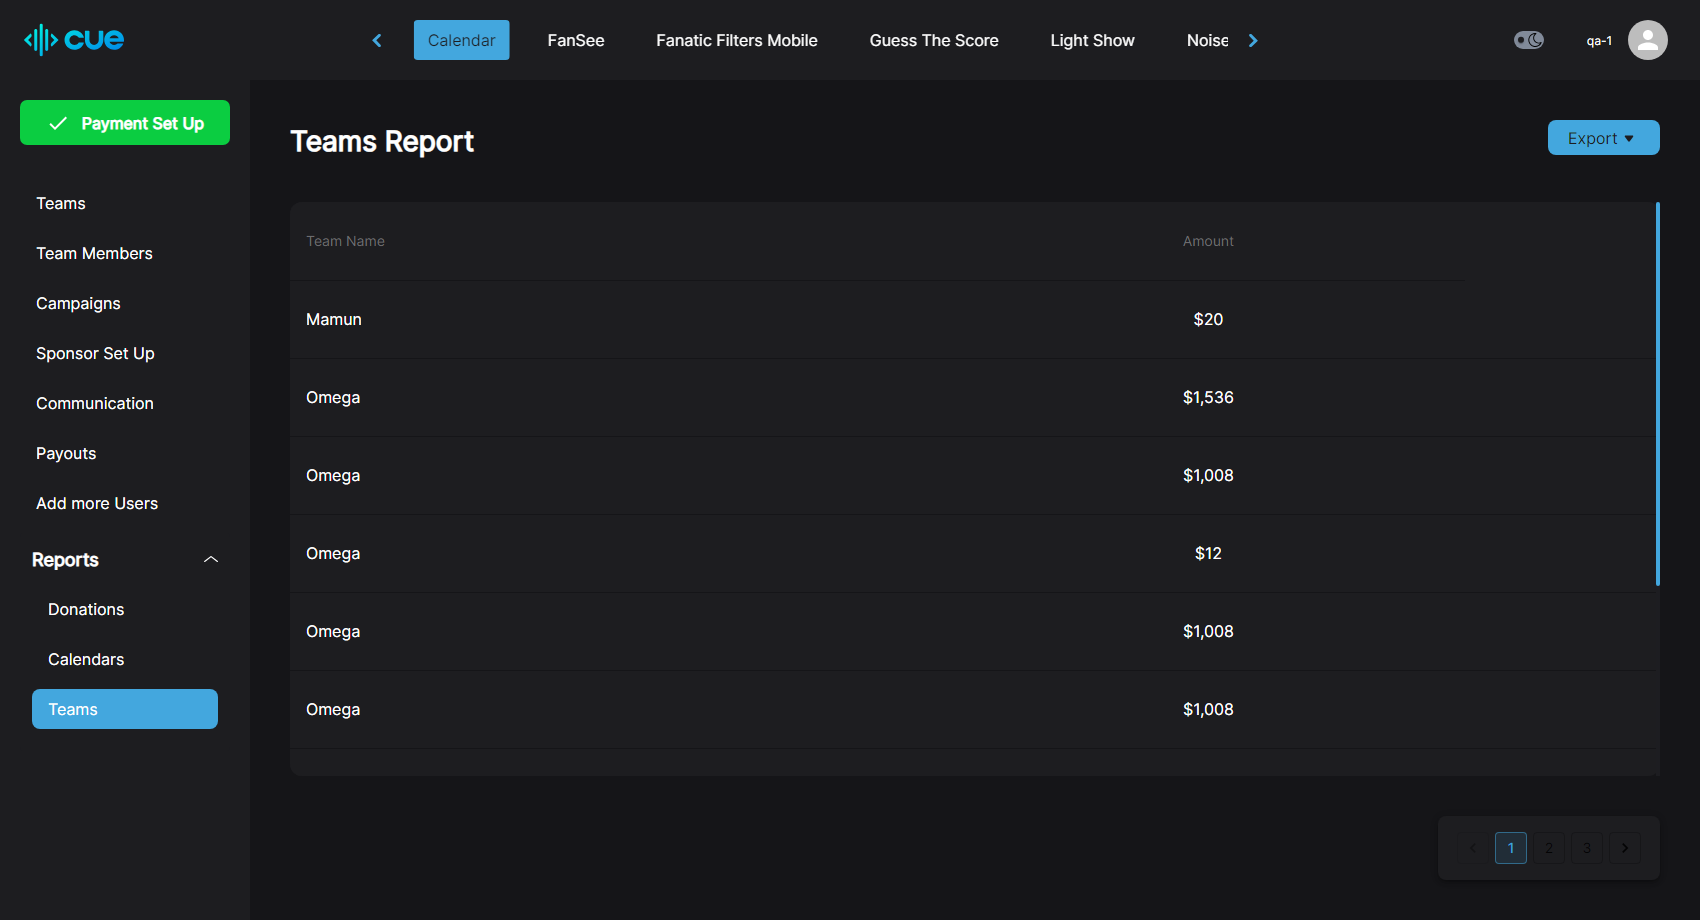 cue
Calendar
FanSee
Fanatic Filters Mobile
Guess The Score
Light Show
Noise
qa-1
Payment Set Up
Teams
Team Members
Campaigns
Sponsor Set Up
Communication
Payouts
Add more Users
Reports
Donations
Calendars
Teams
Teams Report
Export
Team Name Amount
Mamun $20
Omega $1,536
Omega $1,008
Omega $12
Omega $1,008
Omega $1,008
1 2 3